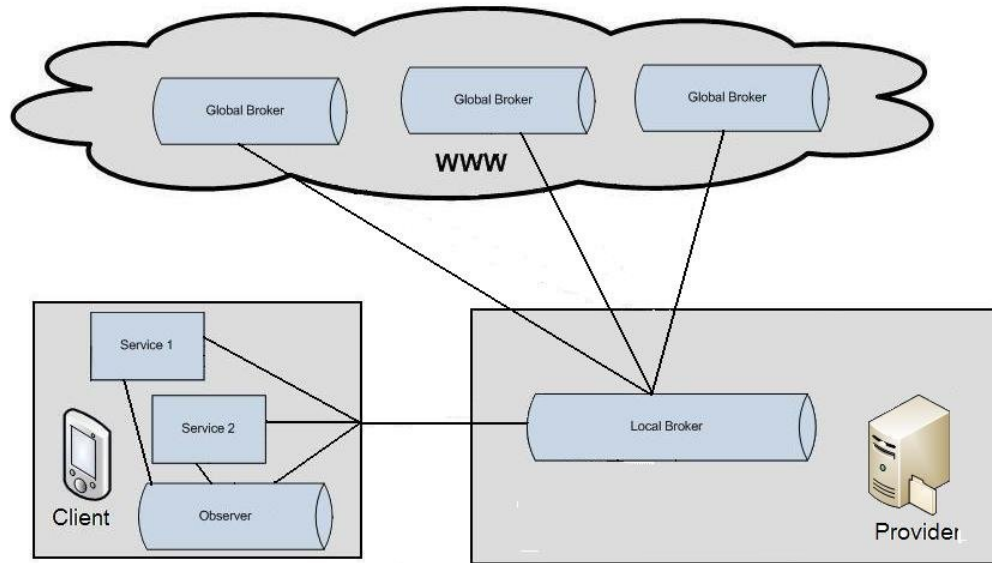 Global Broker
Global Broker
Global Broker
WWW
Service 1
Service 2
Observer
Client
Local Broker
Provider